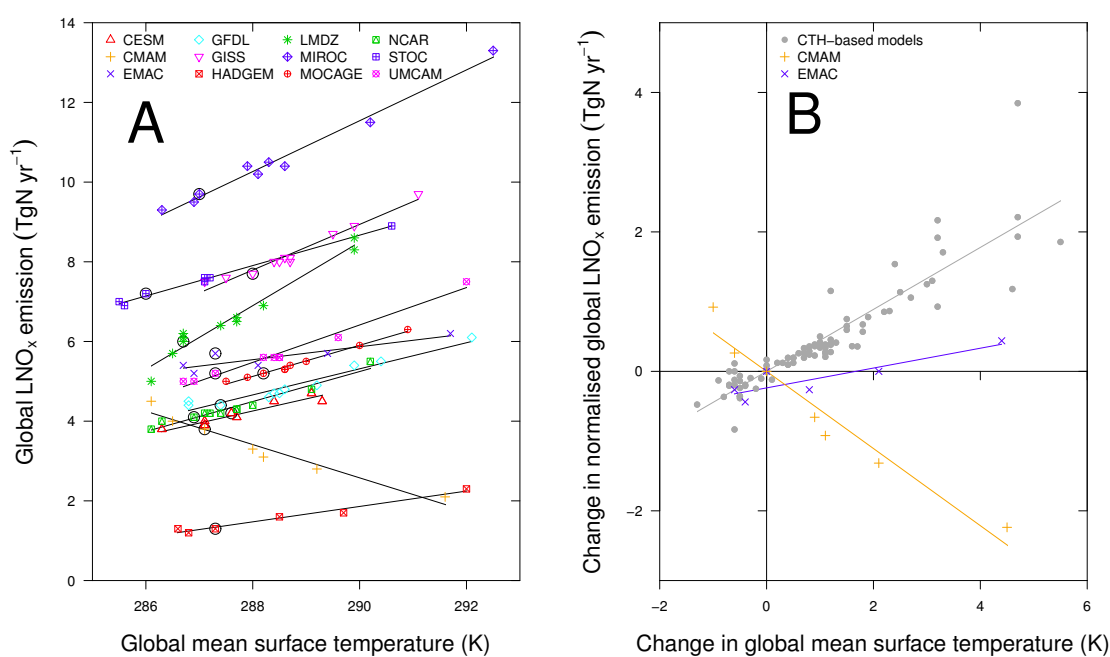 A
CESM GFDL LMDZ NCAR
CMAM GISS MIROC STOC
EMAC HADGEM MOCAGE UMCAM
Global LNOx emission (TgN yr⁻¹)
14
12
10
8
6
4
2
0
286 288 290 292
Global mean surface temperature (K)
B
CTH-based models
CMAM
EMAC
Change in normalised global LNOx emission (TgN yr⁻¹)
4
2
0
−2
−2 0 2 4 6
Change in global mean surface temperature (K)